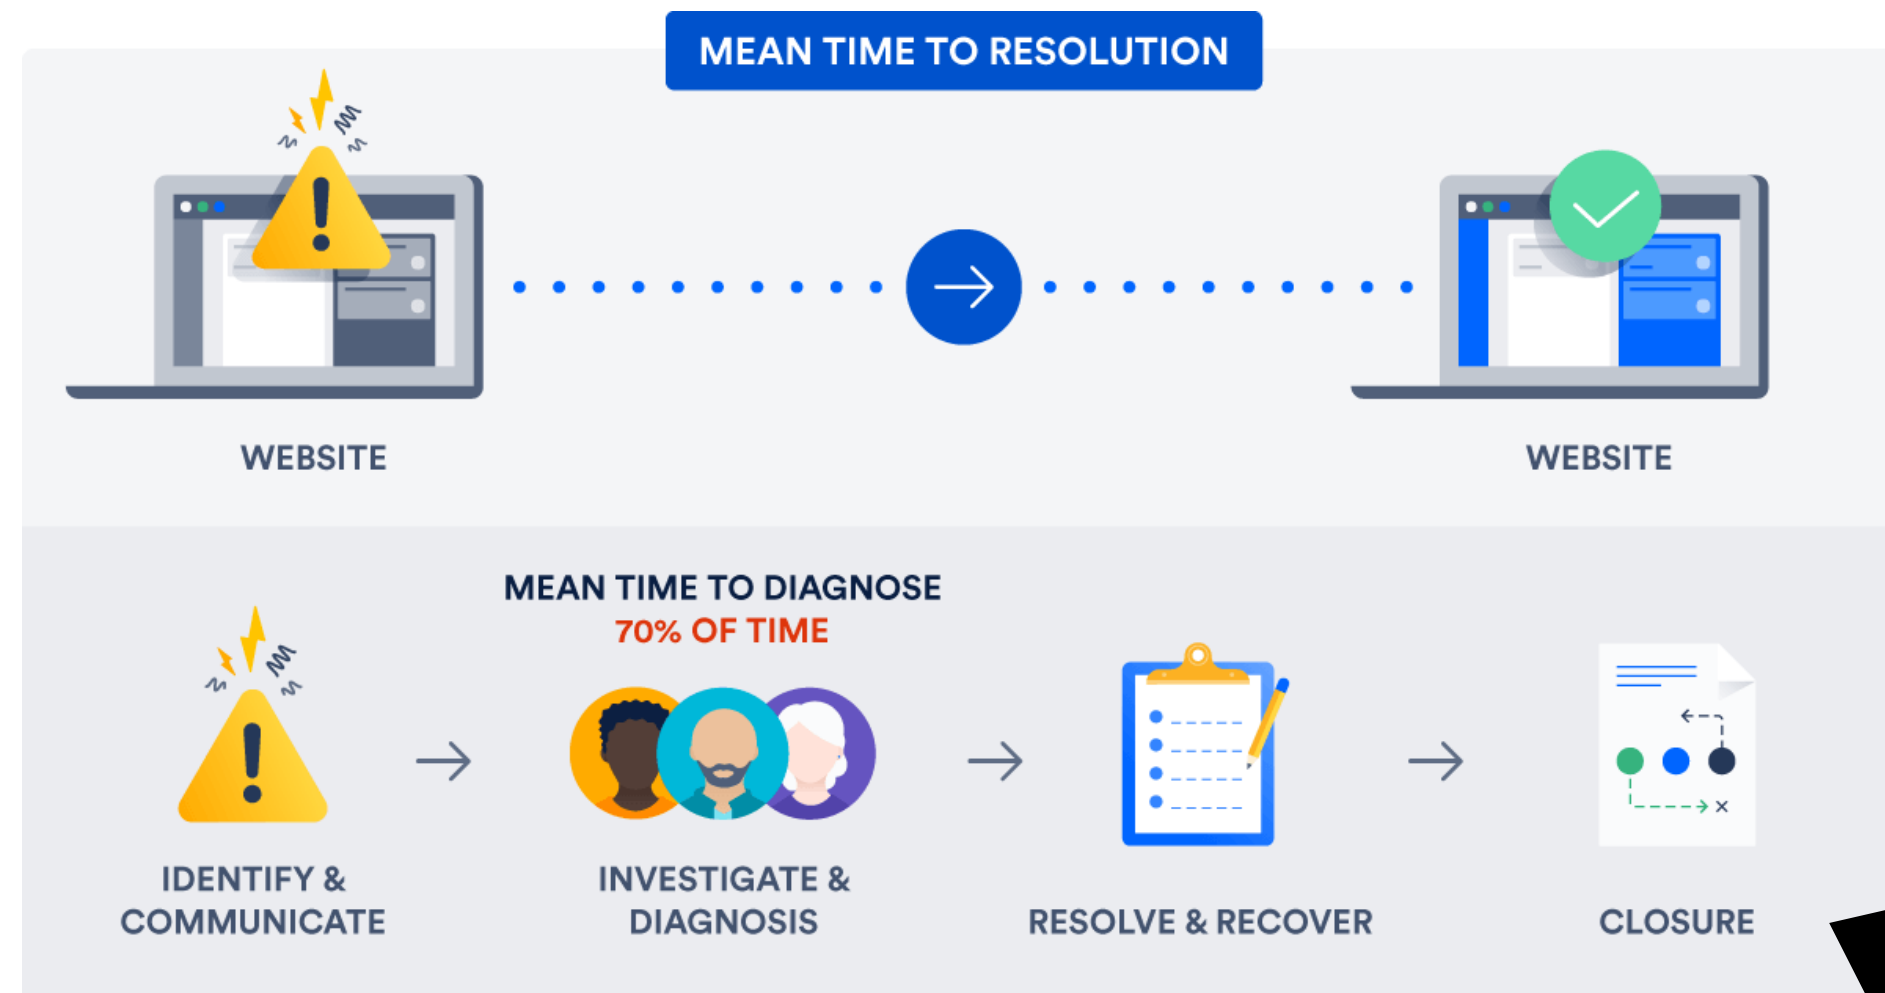 MEAN TIME TO RESOLUTION
WEBSITE
WEBSITE
MEAN TIME TO DIAGNOSE
70% OF TIME
IDENTIFY &
COMMUNICATE
INVESTIGATE &
DIAGNOSIS
RESOLVE & RECOVER
CLOSURE